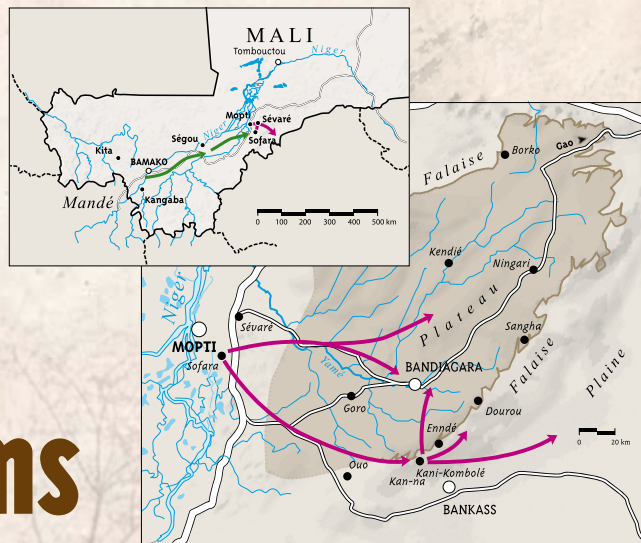 MALI
Tombouctou
Niger
Mopti
Sévaré
Ségou
Niger
Sofara
Kita
BAMAKO
Kangaba
Mandé
0 100 200 300 400 500 km
Falaise
Borko
Gao
Kendié
Ningari
Niger
Plateau
Sévaré
Sangha
MOPTI
Sofara
Yamé
BANDIAGARA
Falaise
Plaine
Goro
Dourou
Enndé
0 20 km
Ouo
Kani-Kombolé
Kan-na
BANKASS
ms